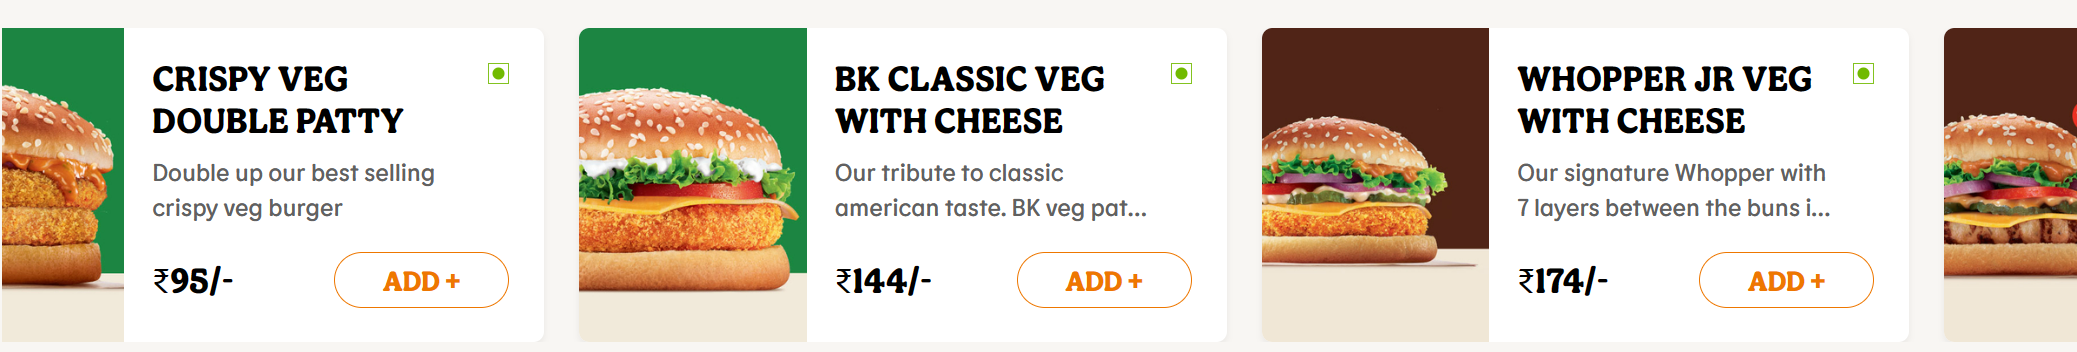 CRISPY VEG
DOUBLE PATTY
Double up our best selling
crispy veg burger
₹95/-
ADD +
BK CLASSIC VEG
WITH CHEESE
Our tribute to classic
american taste. BK veg pat...
₹144/-
ADD +
WHOPPER JR VEG
WITH CHEESE
Our signature Whopper with
7 layers between the buns i...
₹174/-
ADD +